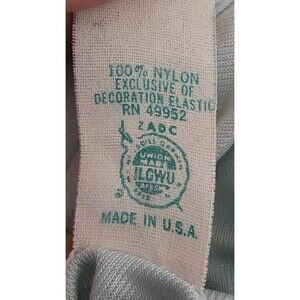 100% NYLON
EXCLUSIVE OF
DECORATION ELASTIC
RN 49952
ZABC
UNION
MADE
ILGWU
MADE IN U.S.A.